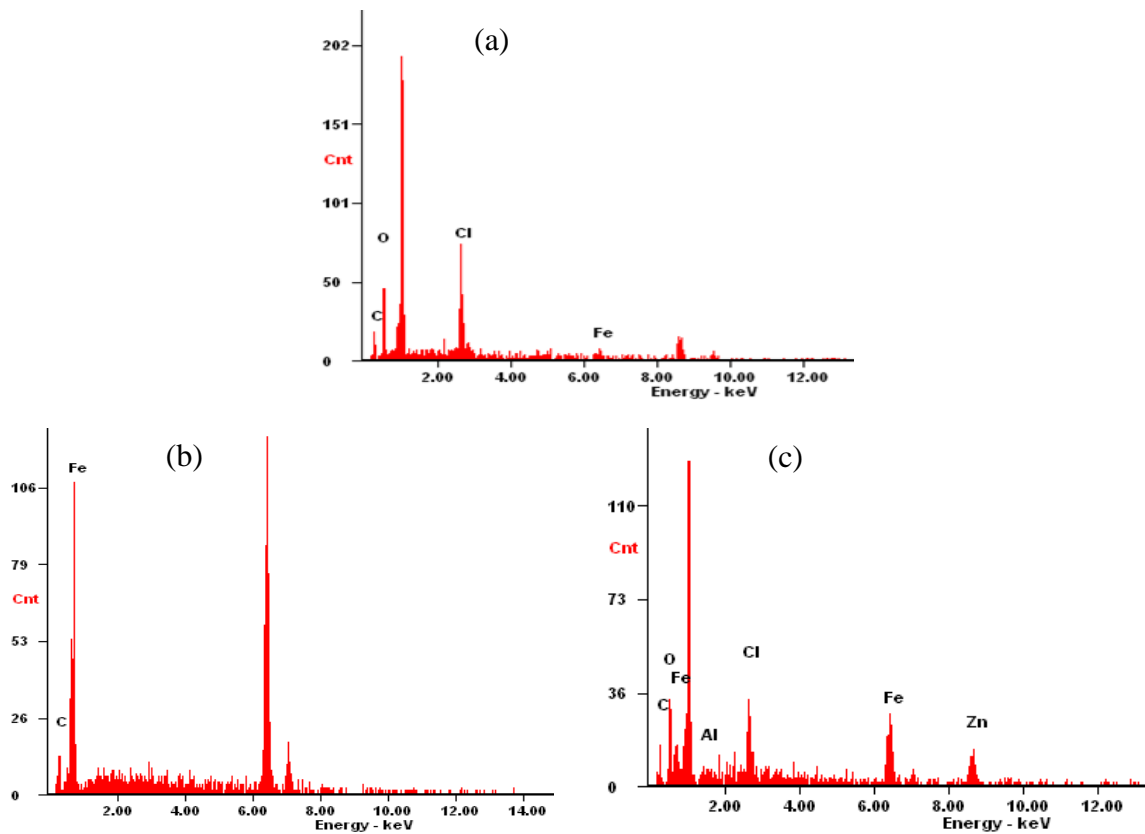 (a)
202
151
Cnt
101
O
Cl
50
C
Fe
0
2.00 4.00 6.00 8.00 10.00 12.00
Energy - keV
(b)
Fe
106
79
Cnt
53
26
C
0
2.00 4.00 6.00 8.00 10.00 12.00 14.00
Energy - keV
(c)
110
Cnt
73
O
Cl
Fe
36
C
Fe
Al
Zn
0
2.00 4.00 6.00 8.00 10.00 12.00
Energy - keV